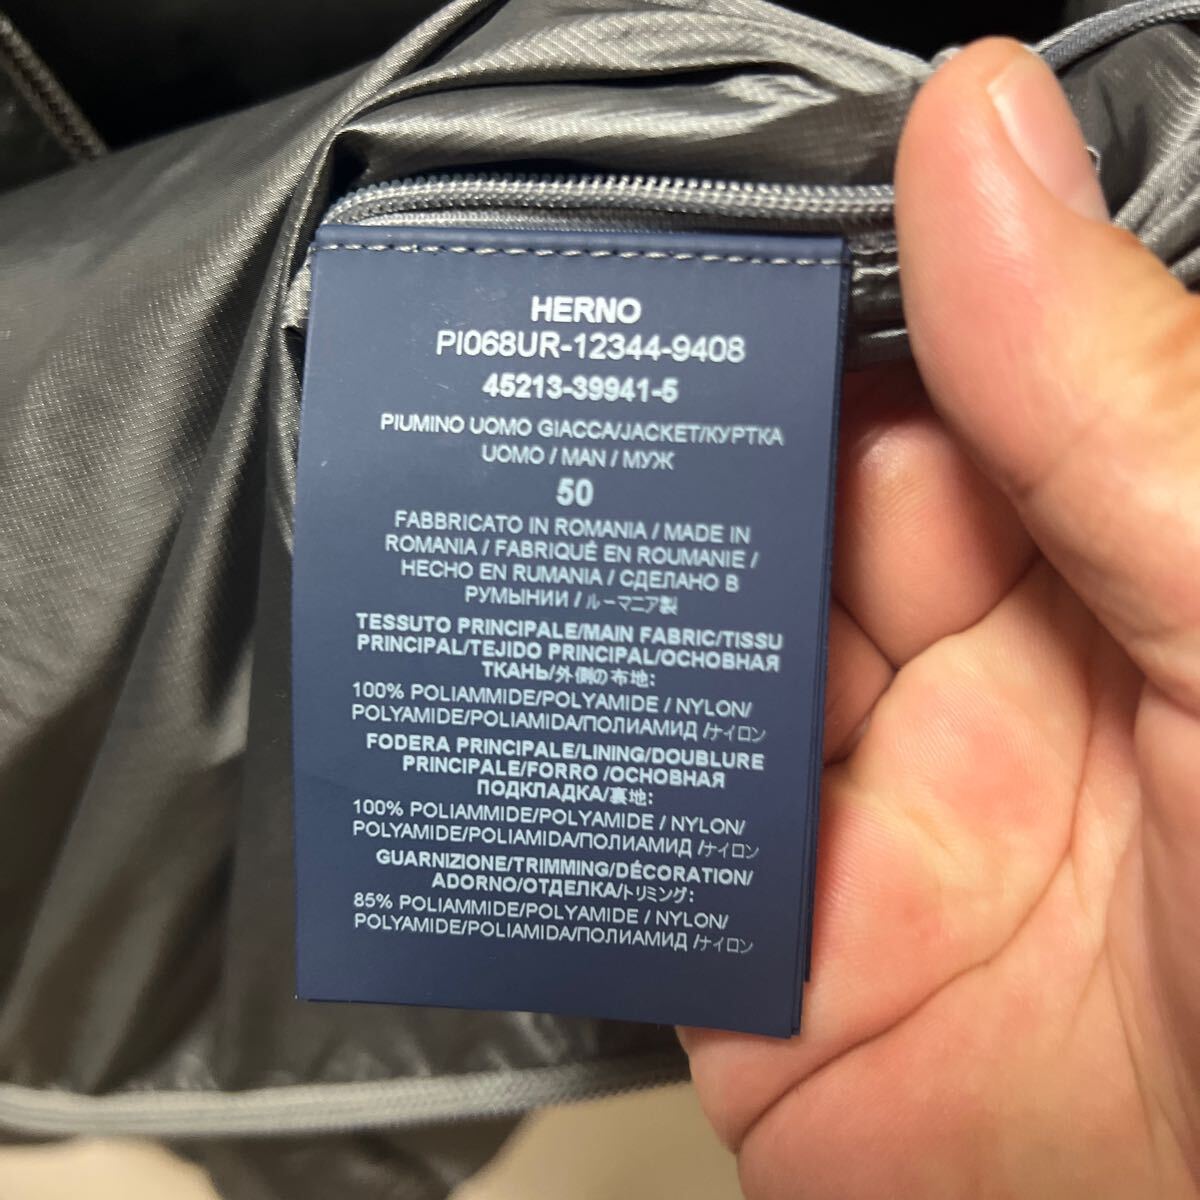 HERNO
PI068UR-12344-9408
45213-39941-5
PIUMINO UOMO GIACCA/JACKET/КУРТКА
UOMO / MAN / МУЖ
50
FABBRICATO IN ROMANIA / MADE IN
ROMANIA / FABRIQUÉ EN ROUMANIE /
HECHO EN RUMANIA / СДЕЛАНО В
РУМЫНИИ / ルーマニア製
TESSUTO PRINCIPALE/MAIN FABRIC/TISSU
PRINCIPAL/TEJIDO PRINCIPAL/ОСНОВНАЯ
ТКАНЬ/外側の布地:
100% POLIAMMIDE/POLYAMIDE / NYLON/
POLYAMIDE/POLIAMIDA/ПОЛИАМИД /ナイロン
FODERA PRINCIPALE/LINING/DOUBLURE
PRINCIPALE/FORRO /ОСНОВНАЯ
ПОДКЛАДКА/裏地:
100% POLIAMMIDE/POLYAMIDE / NYLON/
POLYAMIDE/POLIAMIDA/ПОЛИАМИД /ナイロン
GUARNIZIONE/TRIMMING/DÉCORATION/
ADORNO/ОТДЕЛКА/トリミング:
85% POLIAMMIDE/POLYAMIDE / NYLON/
POLYAMIDE/POLIAMIDA/ПОЛИАМИД /ナイロン